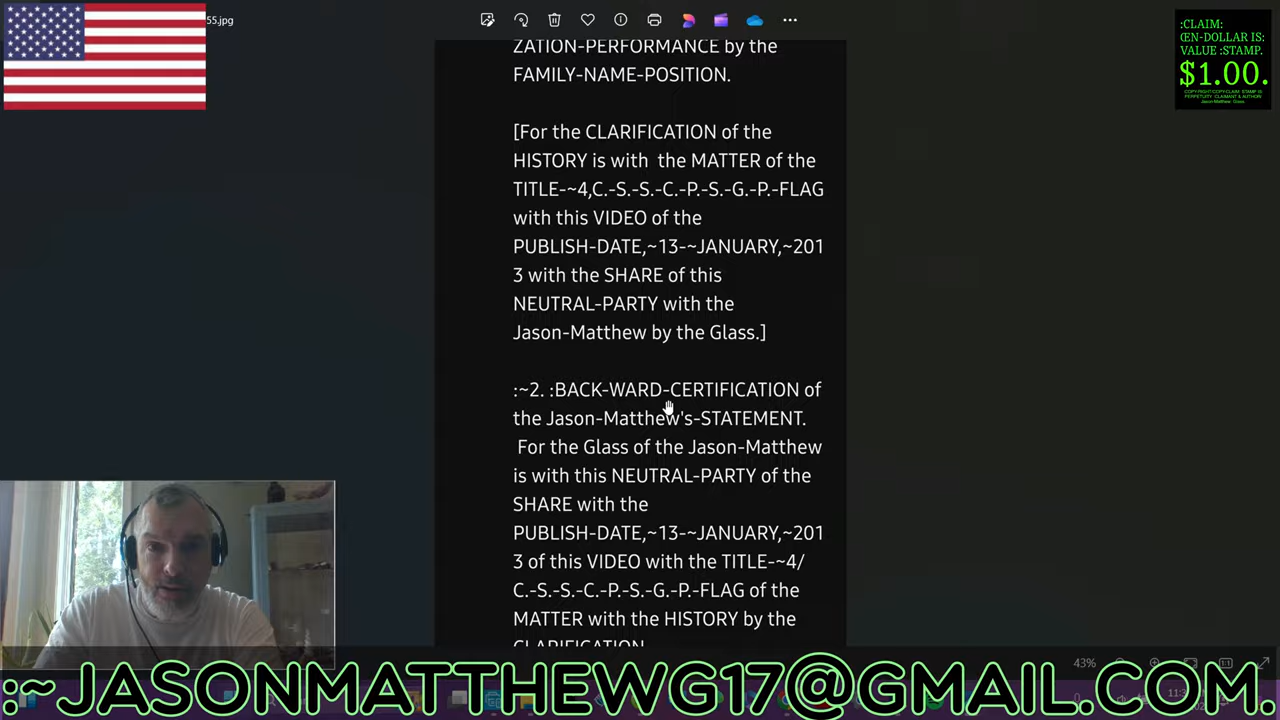 55.jpg
:CLAIM:
ŒN-DOLLAR IS:
VALUE :STAMP.
$1.00.
ZATION-PERFORMANCE by the
FAMILY-NAME-POSITION.
[For the CLARIFICATION of the
HISTORY is with  the MATTER of the
TITLE-~4,C.-S.-S.-C.-P.-S.-G.-P.-FLAG
with this VIDEO of the
PUBLISH-DATE,~13-~JANUARY,~201
3 with the SHARE of this
NEUTRAL-PARTY with the
Jason-Matthew by the Glass.]
:~2. :BACK-WARD-CERTIFICATION of
the Jason-Matthew's-STATEMENT.
For the Glass of the Jason-Matthew
is with this NEUTRAL-PARTY of the
SHARE with the
PUBLISH-DATE,~13-~JANUARY,~201
3 of this VIDEO with the TITLE-~4/
C.-S.-S.-C.-P.-S.-G.-P.-FLAG of the
MATTER with the HISTORY by the
CLARIFICATION
43%
:~JASONMATTHEWG17@GMAIL.COM.